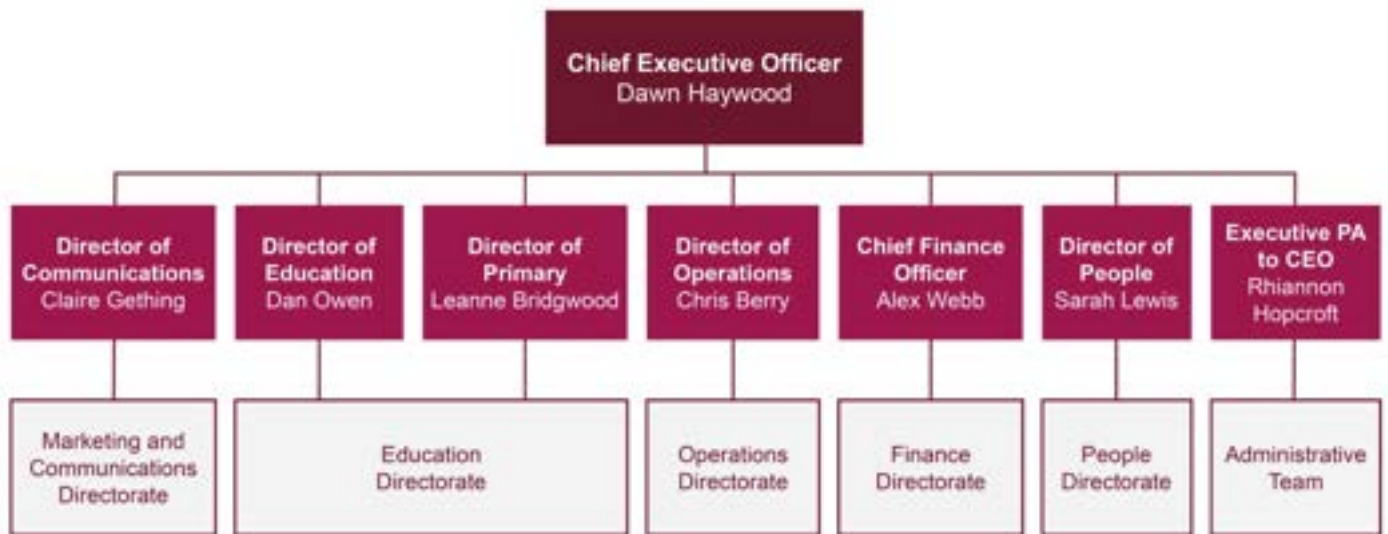 Chief Executive Officer
Dawn Haywood
Director of
Communications
Claire Gething
Director of
Education
Dan Owen
Director of
Primary
Leanne Bridgwood
Director of
Operations
Chris Berry
Chief Finance
Officer
Alex Webb
Director of
People
Sarah Lewis
Executive PA
to CEO
Rhiannon
Hopcroft
Marketing and
Communications
Directorate
Education
Directorate
Operations
Directorate
Finance
Directorate
People
Directorate
Administrative
Team